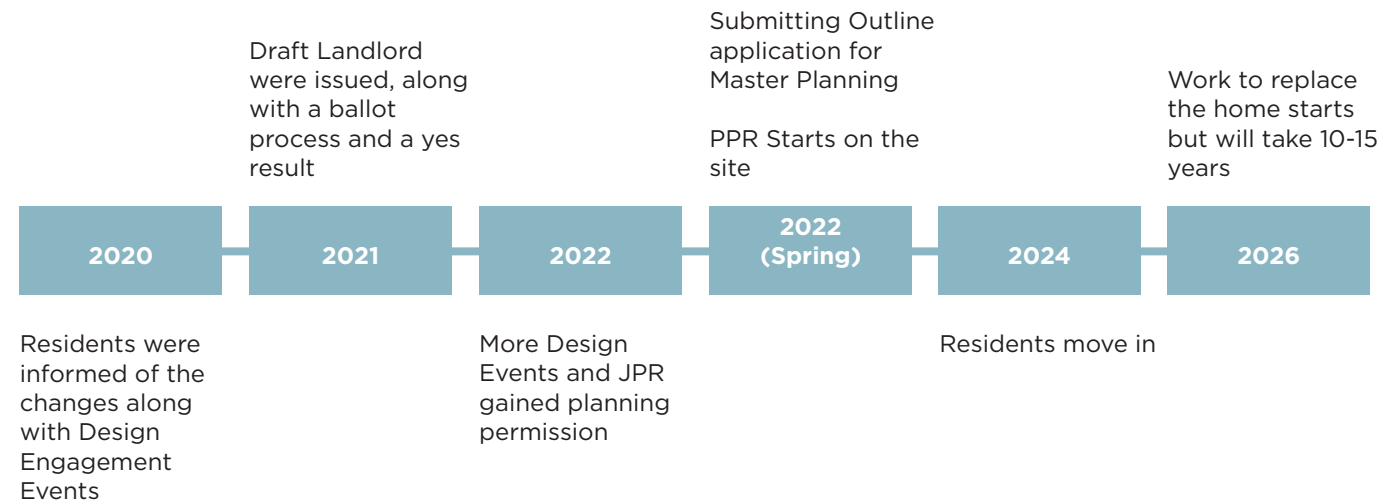 Submitting Outline
application for
Master Planning
PPR Starts on the
site
Draft Landlord
were issued, along
with a ballot
process and a yes
result
Work to replace
the home starts
but will take 10-15
years
2020
2021
2022
2022
(Spring)
2024
2026
Residents were
informed of the
changes along
with Design
Engagement
Events
More Design
Events and JPR
gained planning
permission
Residents move in